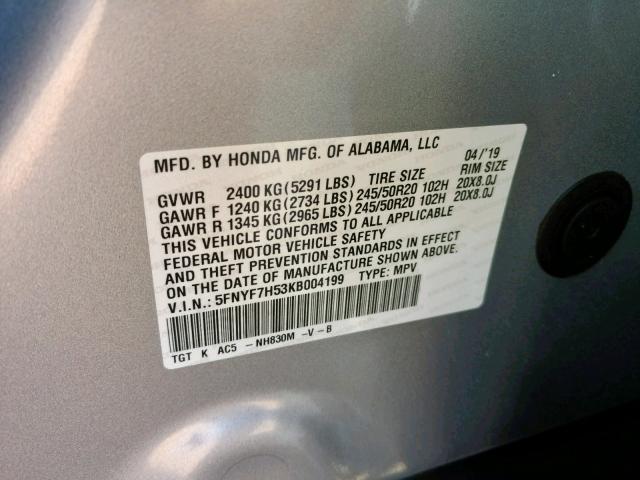 MFD. BY HONDA MFG. OF ALABAMA, LLC 04/'19
GVWR 2400 KG(5291 LBS) TIRE SIZE RIM SIZE
GAWR F 1240 KG(2734 LBS) 245/50R20 102H 20X8.0J
GAWR R 1345 KG(2965 LBS) 245/50R20 102H 20X8.0J
THIS VEHICLE CONFORMS TO ALL APPLICABLE
FEDERAL MOTOR VEHICLE SAFETY
AND THEFT PREVENTION STANDARDS IN EFFECT
ON THE DATE OF MANUFACTURE SHOWN ABOVE.
V.I.N.: 5FNYF7H53KB004199 TYPE: MPV
TGT K AC5 -NH830M -V-B